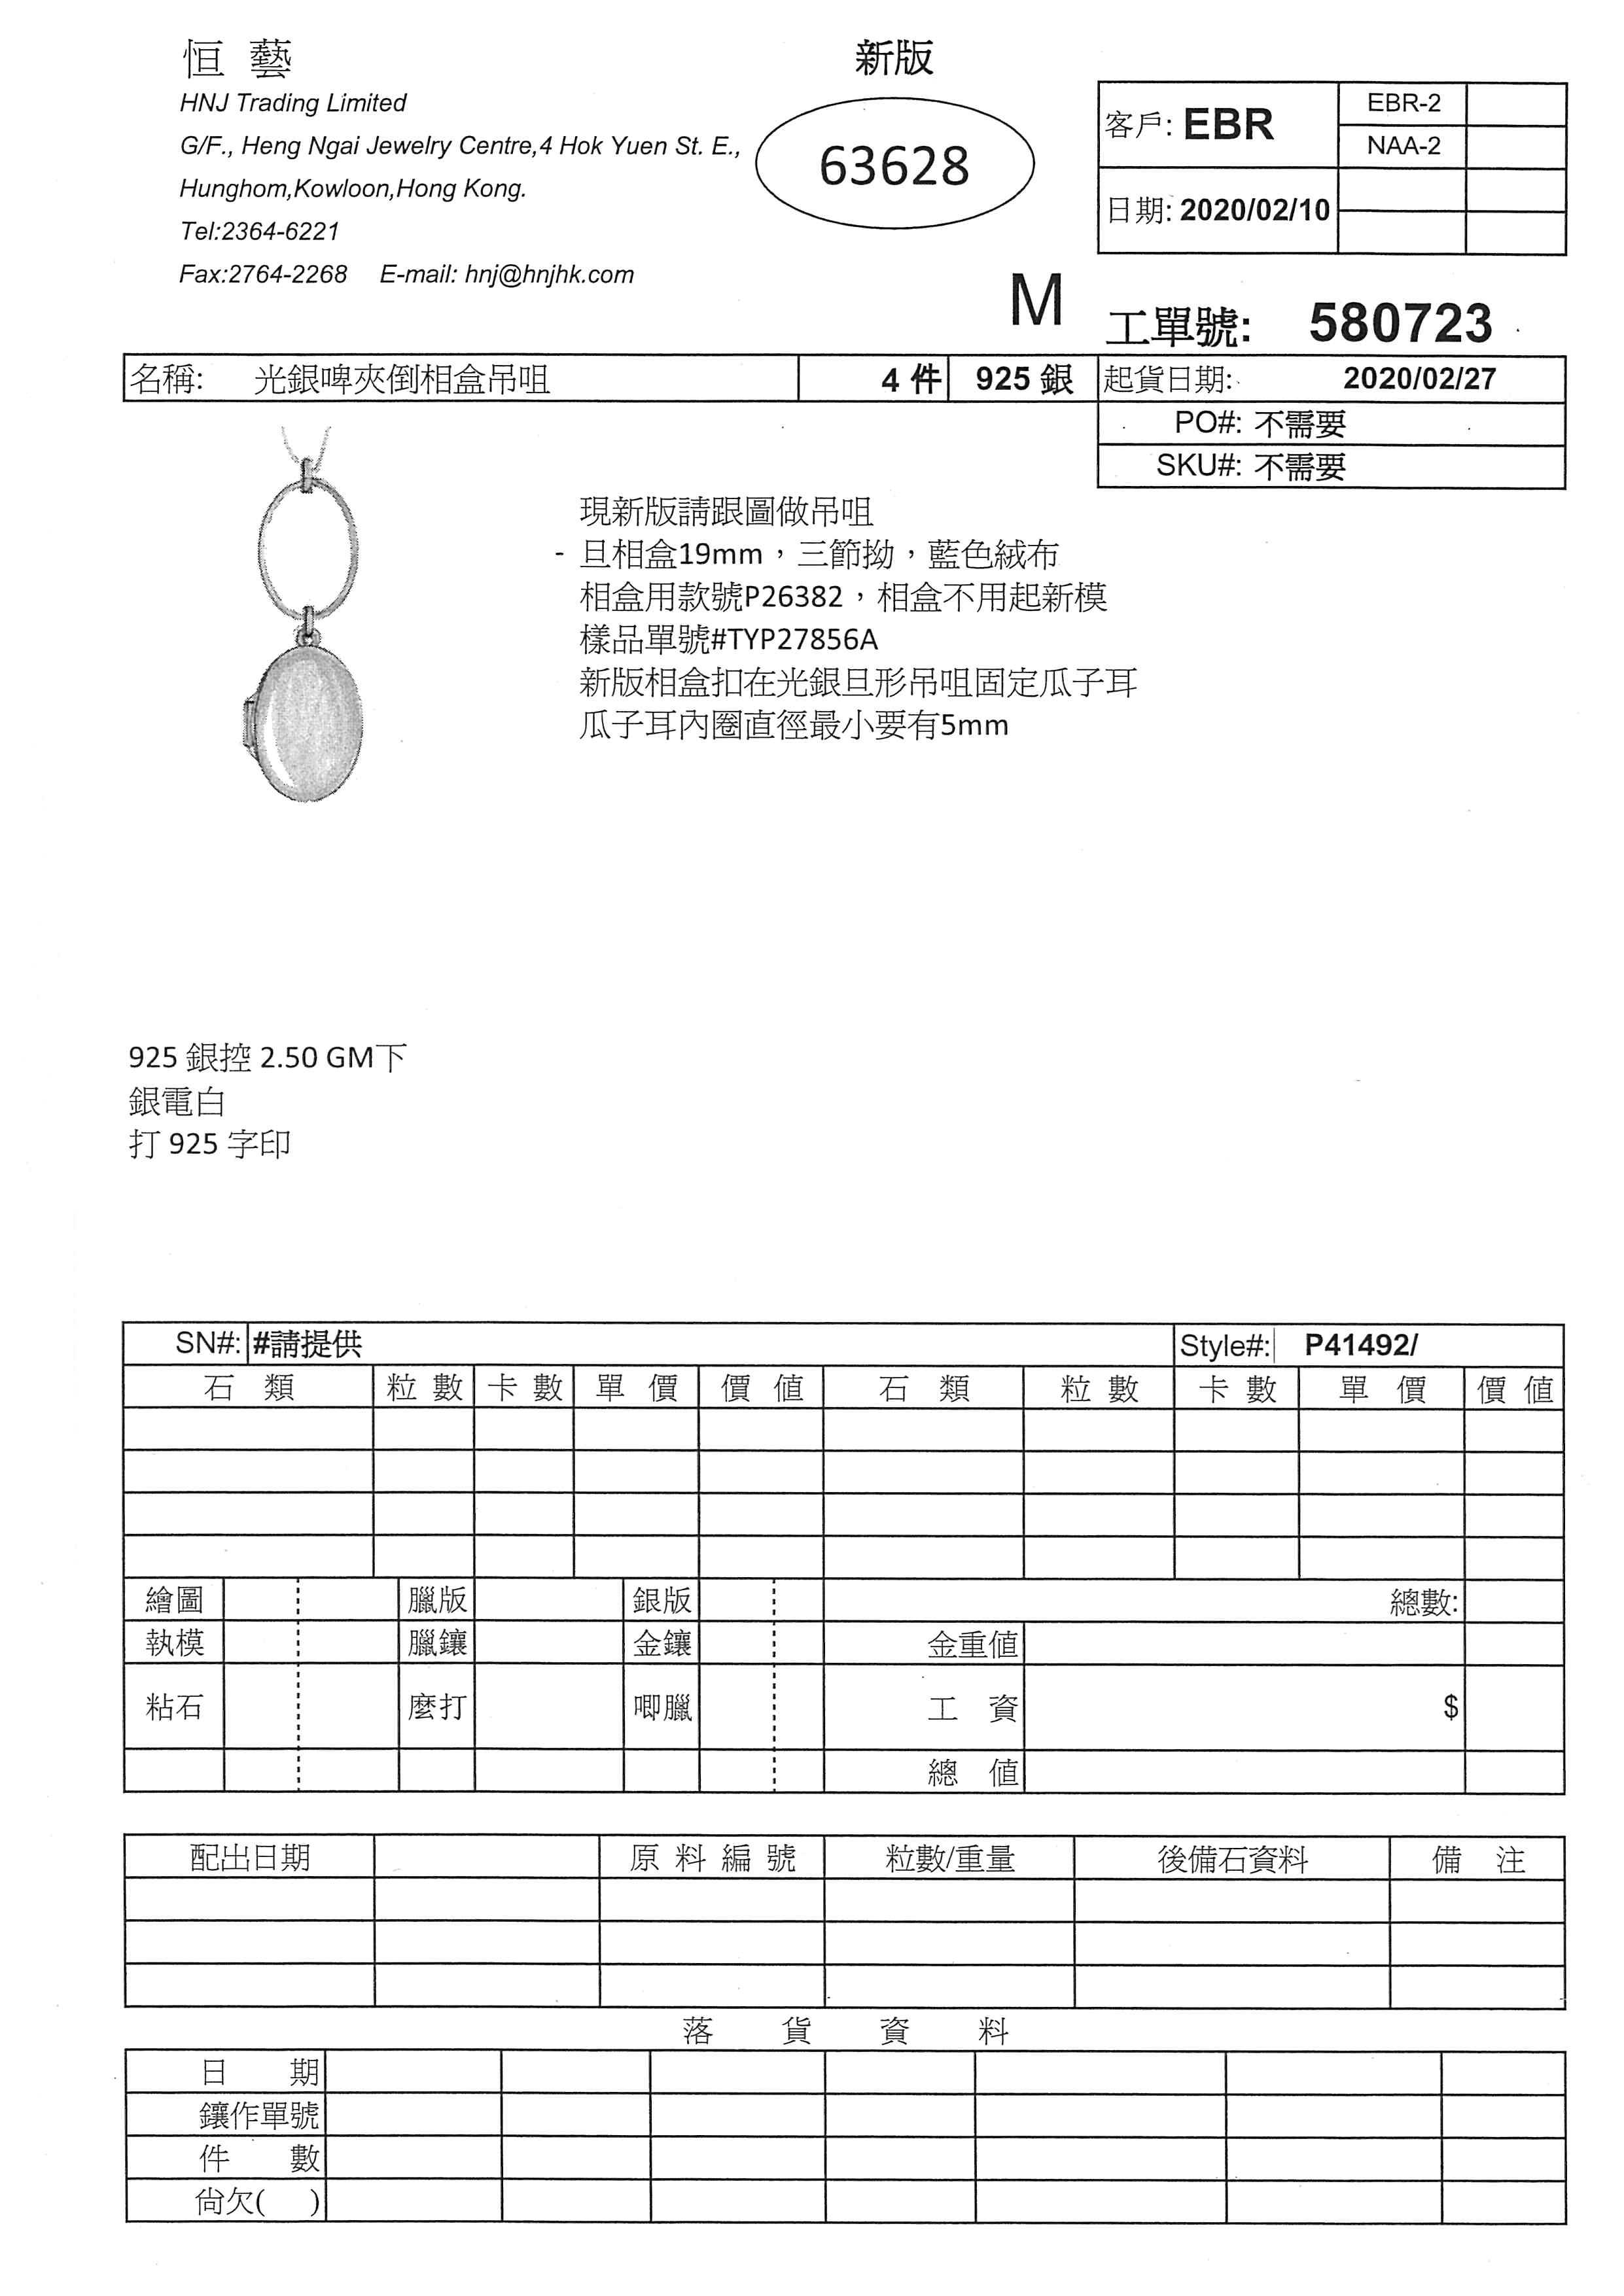 恒 藝
新版
HNJ Trading Limited
G/F., Heng Ngai Jewelry Centre,4 Hok Yuen St. E.,
Hunghom,Kowloon,Hong Kong.
Tel:2364-6221
Fax:2764-2268 E-mail: hnj@hnjhk.com
63628
客戶: EBR EBR-2
NAA-2
日期: 2020/02/10
M 工單號: 580723
名稱: 光銀啤夾倒相盒吊咀 4 件 925 銀 起貨日期: 2020/02/27
PO#: 不需要
SKU#: 不需要
現新版請跟圖做吊咀
- 旦相盒19mm，三節拗，藍色絨布
相盒用款號P26382，相盒不用起新模
樣品單號#TYP27856A
新版相盒扣在光銀旦形吊咀固定瓜子耳
瓜子耳內圈直徑最小要有5mm
925 銀控 2.50 GM下
銀電白
打 925 字印
SN#: #請提供 Style#: P41492/
石 類 粒 數 卡 數 單 價 價 值 石 類 粒 數 卡 數 單 價 價 值
繪圖 臘版 銀版 總數:
執模 臘鑲 金鑲 金重值
粘石 麼打 唧臘 工 資 $
總 值
配出日期 原 料 編 號 粒數/重量 後備石資料 備 注
落 貨 資 料
日 期
鑲作單號
件 數
尚欠( )